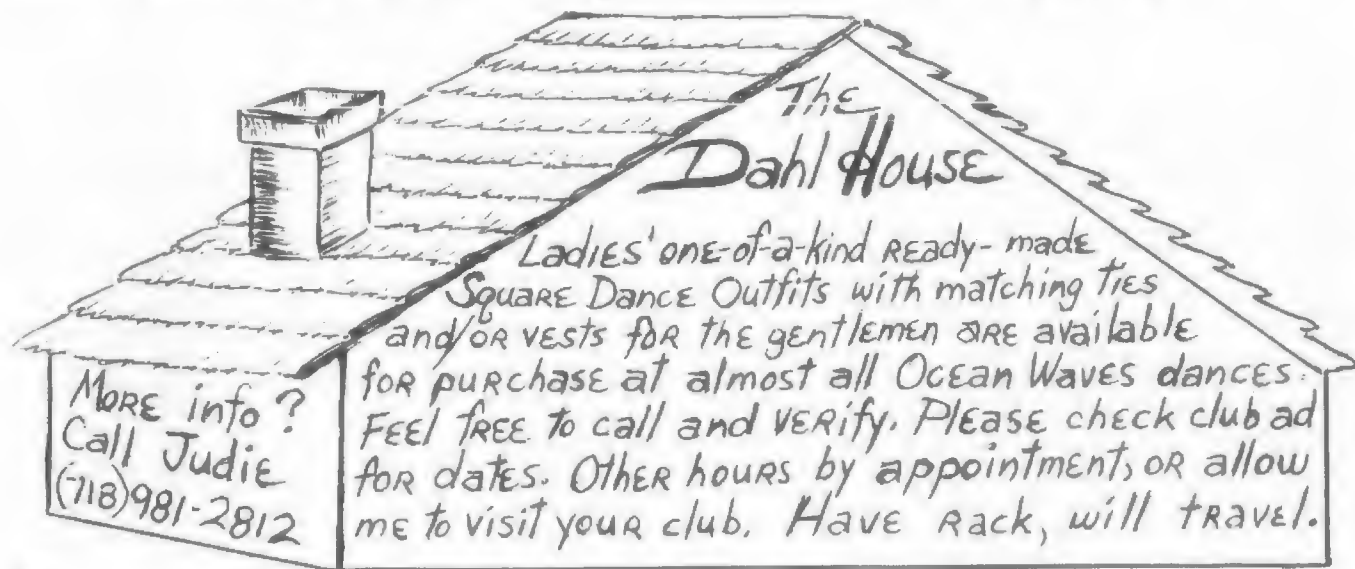 The
Dahl House
Ladies' one-of-a-kind Ready-made
Square Dance Outfits with matching ties
and/or vests for the gentlemen are available
for purchase at almost all Ocean Waves dances.
Feel free to call and verify. Please check club ad
for dates. Other hours by appointment, or allow
me to visit your club. Have rack, will travel.
More info?
Call Judie
(718)981-2812